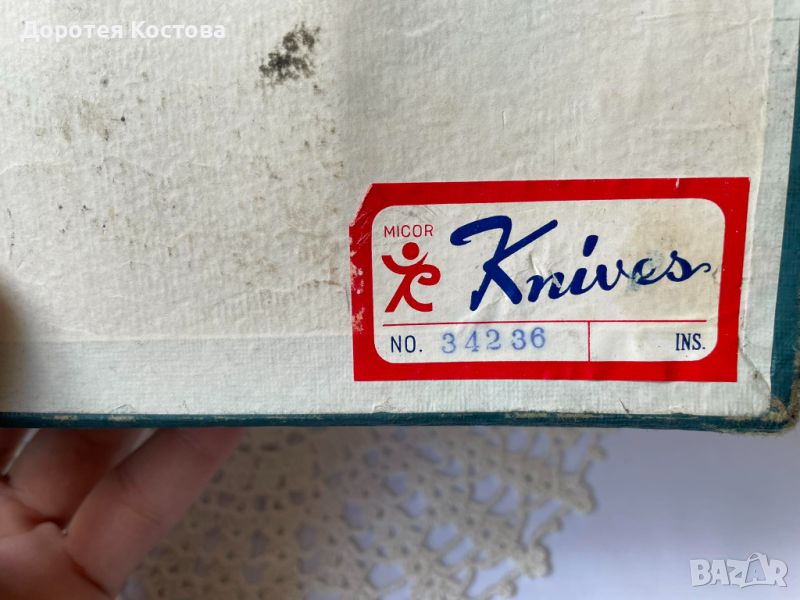 Доротея Костова
MICOR
Knives
NO. 34236 INS.
BAZAR